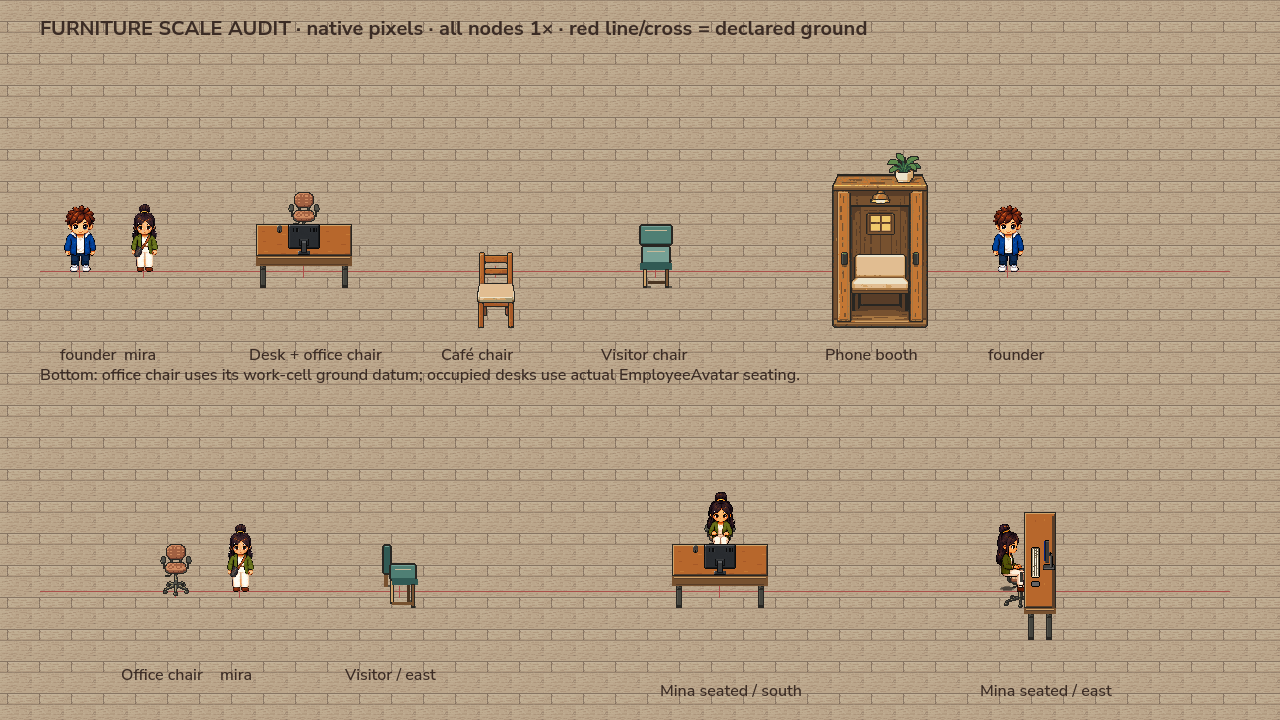 FURNITURE SCALE AUDIT · native pixels · all nodes 1× · red line/cross = declared ground
founder mira Desk + office chair Café chair Visitor chair Phone booth founder
Bottom: office chair uses its work-cell ground datum; occupied desks use actual EmployeeAvatar seating.
Office chair mira Visitor / east
Mina seated / south Mina seated / east